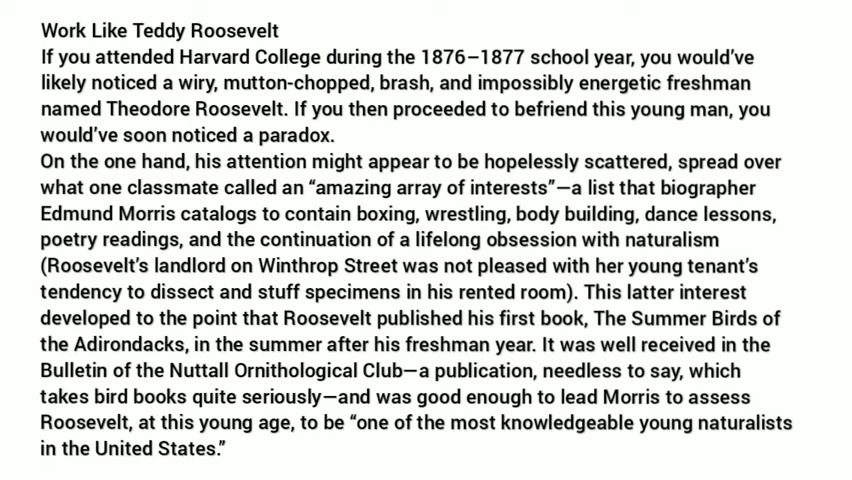 Work Like Teddy Roosevelt
If you attended Harvard College during the 1876–1877 school year, you would've
likely noticed a wiry, mutton-chopped, brash, and impossibly energetic freshman
named Theodore Roosevelt. If you then proceeded to befriend this young man, you
would've soon noticed a paradox.
On the one hand, his attention might appear to be hopelessly scattered, spread over
what one classmate called an “amazing array of interests”—a list that biographer
Edmund Morris catalogs to contain boxing, wrestling, body building, dance lessons,
poetry readings, and the continuation of a lifelong obsession with naturalism
(Roosevelt's landlord on Winthrop Street was not pleased with her young tenant's
tendency to dissect and stuff specimens in his rented room). This latter interest
developed to the point that Roosevelt published his first book, The Summer Birds of
the Adirondacks, in the summer after his freshman year. It was well received in the
Bulletin of the Nuttall Ornithological Club—a publication, needless to say, which
takes bird books quite seriously—and was good enough to lead Morris to assess
Roosevelt, at this young age, to be “one of the most knowledgeable young naturalists
in the United States.”